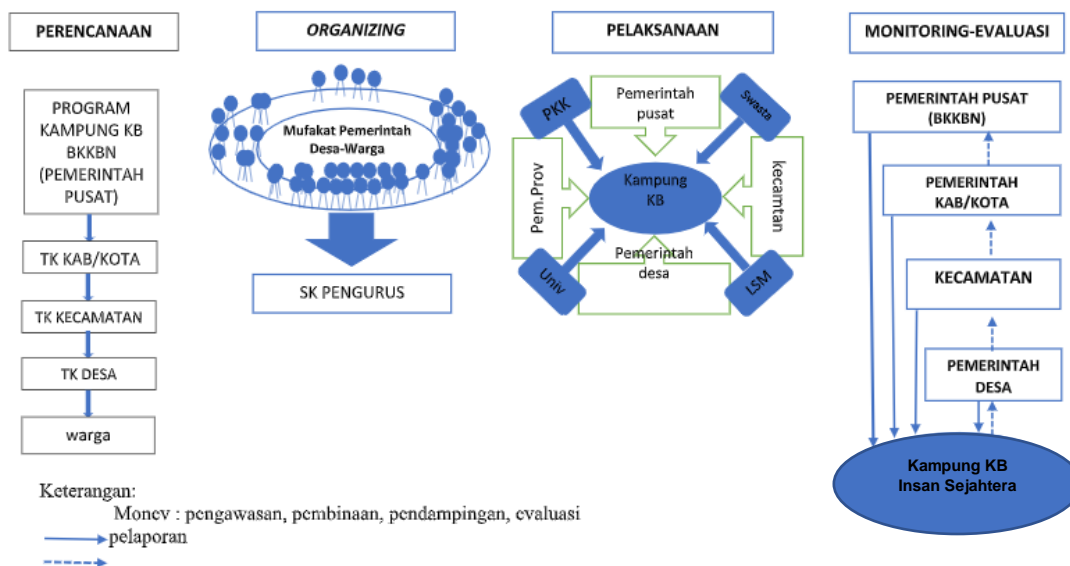 PERENCANAAN
PROGRAM
KAMPUNG KB
BKKBN
(PEMERINTAH
PUSAT)
TK KAB/KOTA
TK KECAMATAN
TK DESA
warga
ORGANIZING
Mufakat Pemerintah
Desa-Warga
SK PENGURUS
PELAKSANAAN
PKK
Pemerintah
pusat
Swasta
Pem.Prov
Kampung
KB
kecamtan
Univ
Pemerintah
desa
LSM
MONITORING-EVALUASI
PEMERINTAH PUSAT
(BKKBN)
PEMERINTAH
KAB/KOTA
KECAMATAN
PEMERINTAH
DESA
Kampung KB
Insan Sejahtera
Keterangan:
Monev : pengawasan, pembinaan, pendampingan, evaluasi
pelaporan